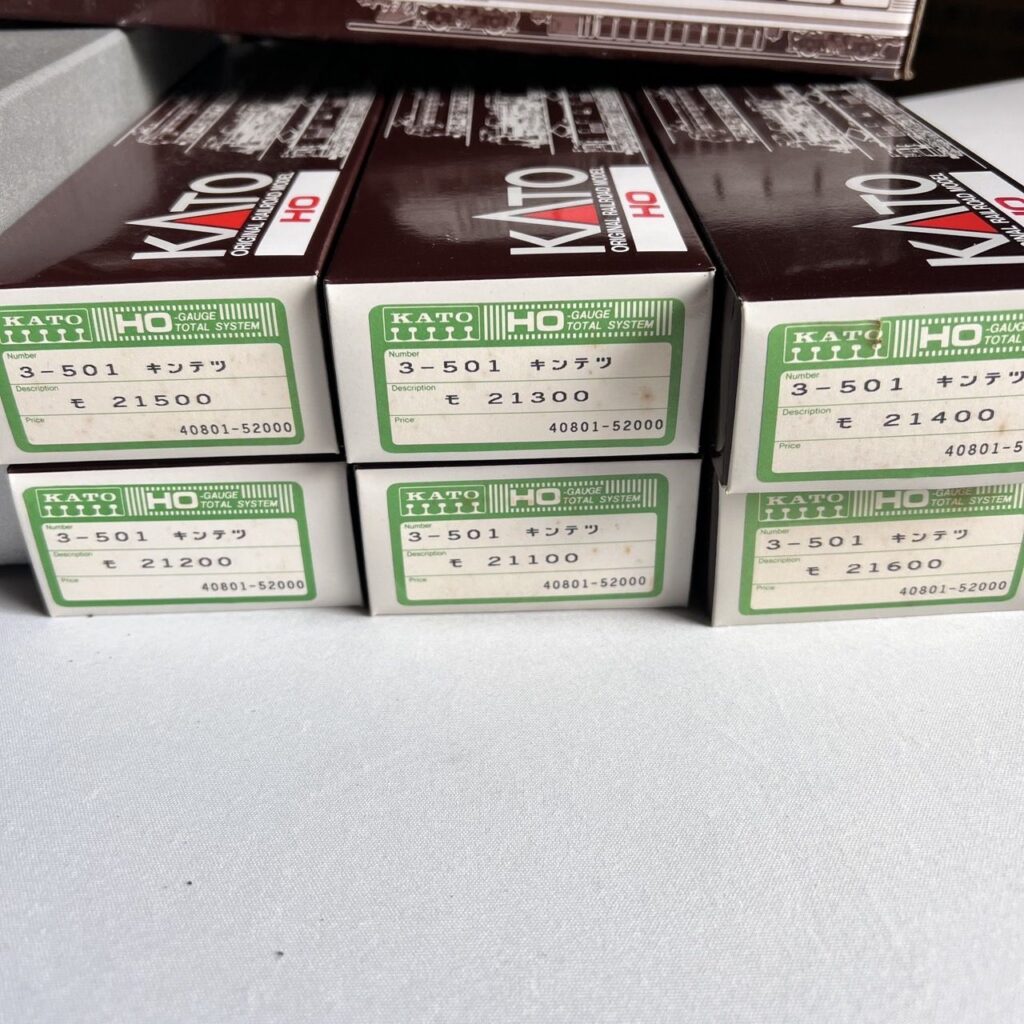 KATO
ORIGINAL RAILROAD MODEL
HO
KATO
ORIGINAL RAILROAD MODEL
HO
KATO
RAILROAD MODEL
HO
KATO HO-GAUGE
TOTAL SYSTEM
Number
3-501 キンテツ
Description
モ 21500
Price
40801-52000
KATO HO-GAUGE
TOTAL SYSTEM
Number
3-501 キンテツ
Description
モ 21300
Price
40801-52000
KATO HO-GAUGE
TOTAL
Number
3-501 キンテツ
Description
モ 21400
Price
40801-5
KATO HO-GAUGE
TOTAL SYSTEM
Number
3-501 キンテツ
Description
モ 21200
Price
40801-52000
KATO HO-GAUGE
TOTAL SYSTEM
Number
3-501 キンテツ
Description
モ 21100
Price
40801-52000
KATO HO-GAUGE
TOTAL SYSTEM
Number
3-501 キンテツ
Description
モ 21600
Price
40801-52000